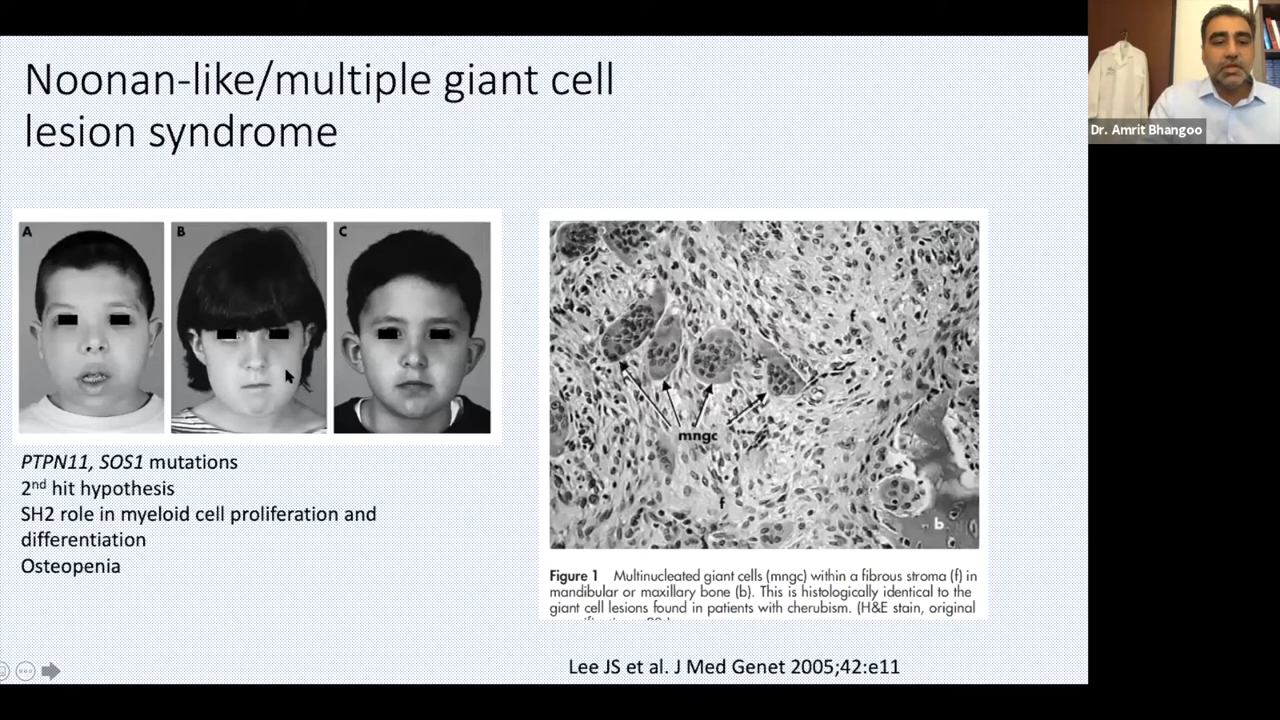 Noonan-like/multiple giant cell
lesion syndrome
Dr. Amrit Bhangoo
A
B
C
mngc
f
b
PTPN11, SOS1 mutations
2nd hit hypothesis
SH2 role in myeloid cell proliferation and
differentiation
Osteopenia
Figure 1 Multinucleated giant cells (mngc) within a fibrous stroma (f) in
mandibular or maxillary bone (b). This is histologically identical to the
giant cell lesions found in patients with cherubism. (H&E stain, original
Lee JS et al. J Med Genet 2005;42:e11